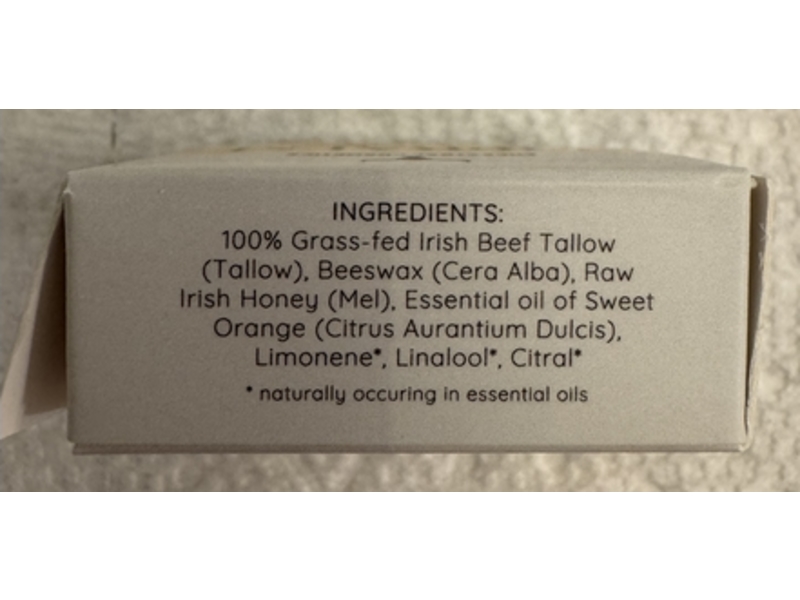 INGREDIENTS:
100% Grass-fed Irish Beef Tallow
(Tallow), Beeswax (Cera Alba), Raw
Irish Honey (Mel), Essential oil of Sweet
Orange (Citrus Aurantium Dulcis),
Limonene*, Linalool*, Citral*
* naturally occuring in essential oils